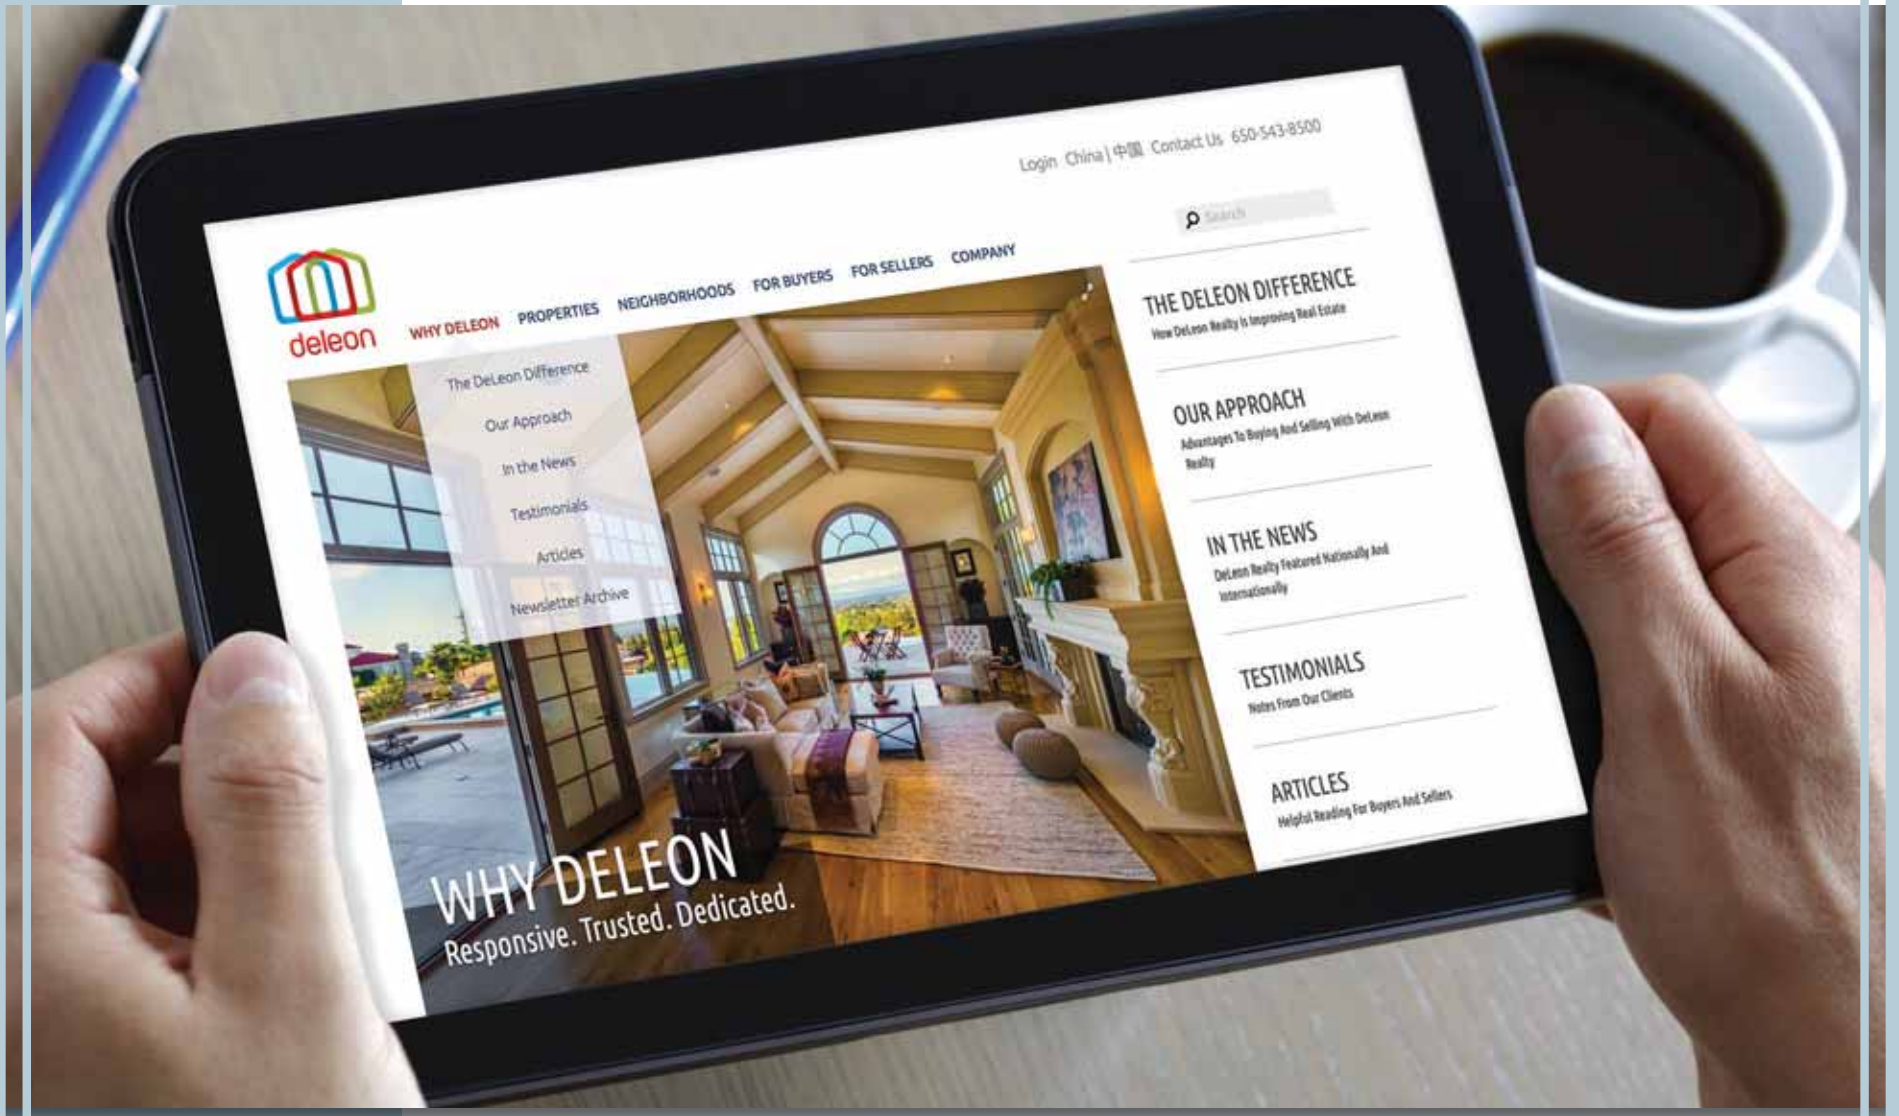 Login China | 中国 Contact Us 650-543-8500
Search
deleon
WHY DELEON PROPERTIES NEIGHBORHOODS FOR BUYERS FOR SELLERS COMPANY
The DeLeon Difference
Our Approach
In the News
Testimonials
Articles
Newsletter Archive
WHY DELEON
Responsive. Trusted. Dedicated.
THE DELEON DIFFERENCE
How DeLeon Realty Is Improving Real Estate
OUR APPROACH
Advantages To Buying And Selling With DeLeon
Realty
IN THE NEWS
DeLeon Realty Featured Nationally And
Internationally
TESTIMONIALS
Notes From Our Clients
ARTICLES
Helpful Reading For Buyers And Sellers